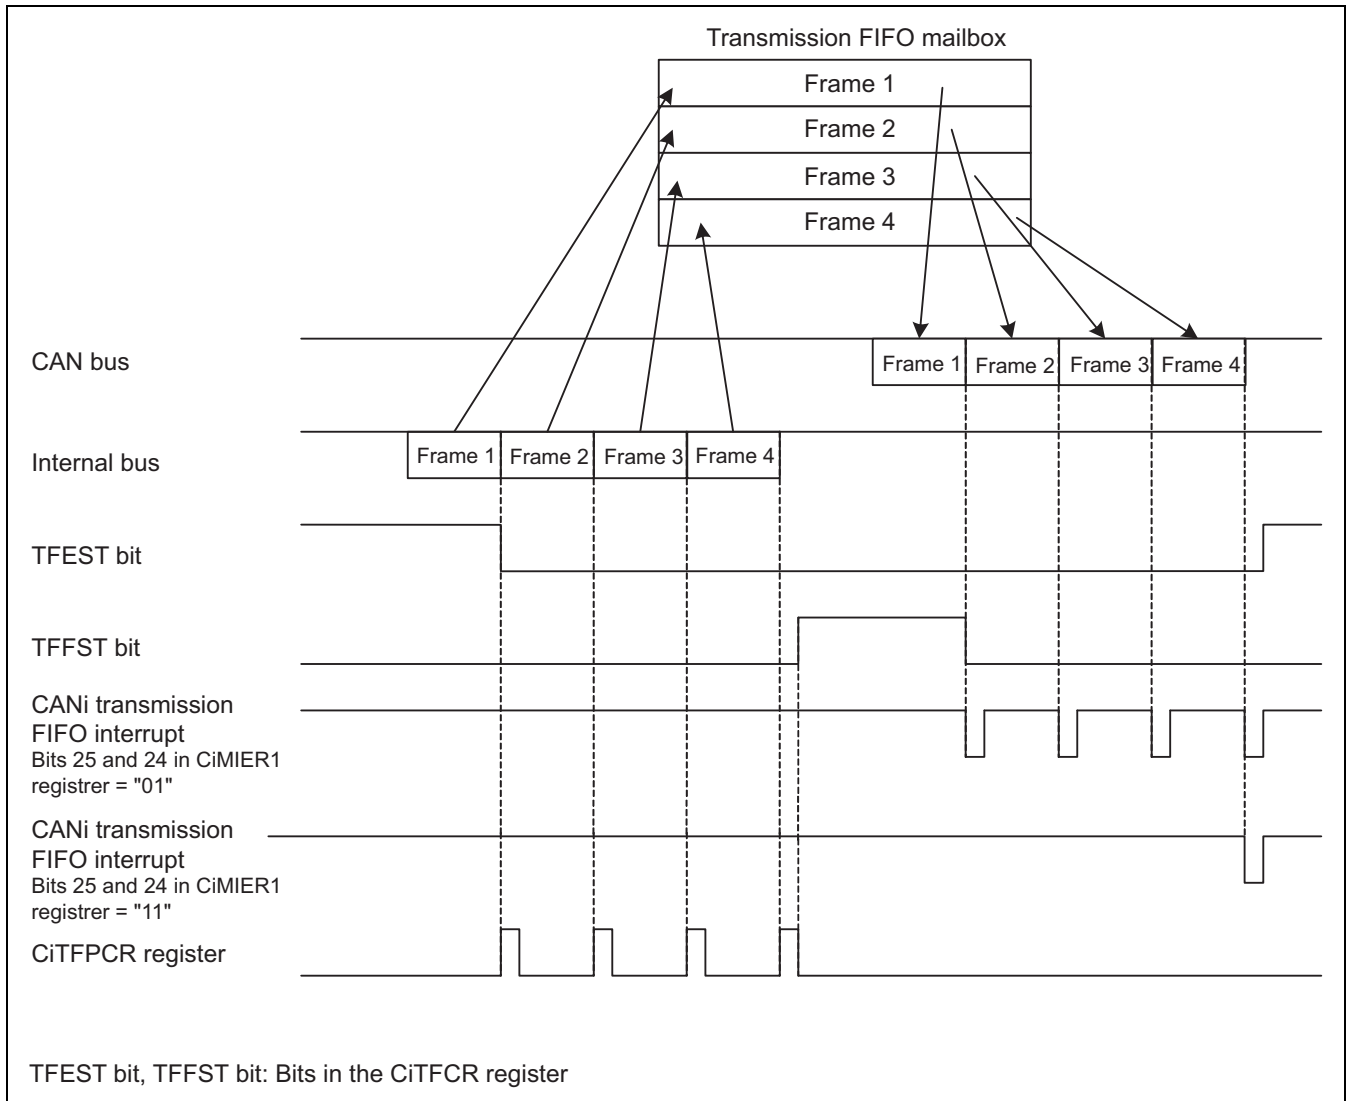 Transmission FIFO mailbox
Frame 1
Frame 2
Frame 3
Frame 4
CAN bus
Frame 1 Frame 2 Frame 3 Frame 4
Internal bus
Frame 1 Frame 2 Frame 3 Frame 4
TFEST bit
TFFST bit
CANi transmission
FIFO interrupt
Bits 25 and 24 in CiMIER1
registrer = "01"
CANi transmission
FIFO interrupt
Bits 25 and 24 in CiMIER1
registrer = "11"
CiTFPCR register
TFEST bit, TFFST bit: Bits in the CiTFCR register